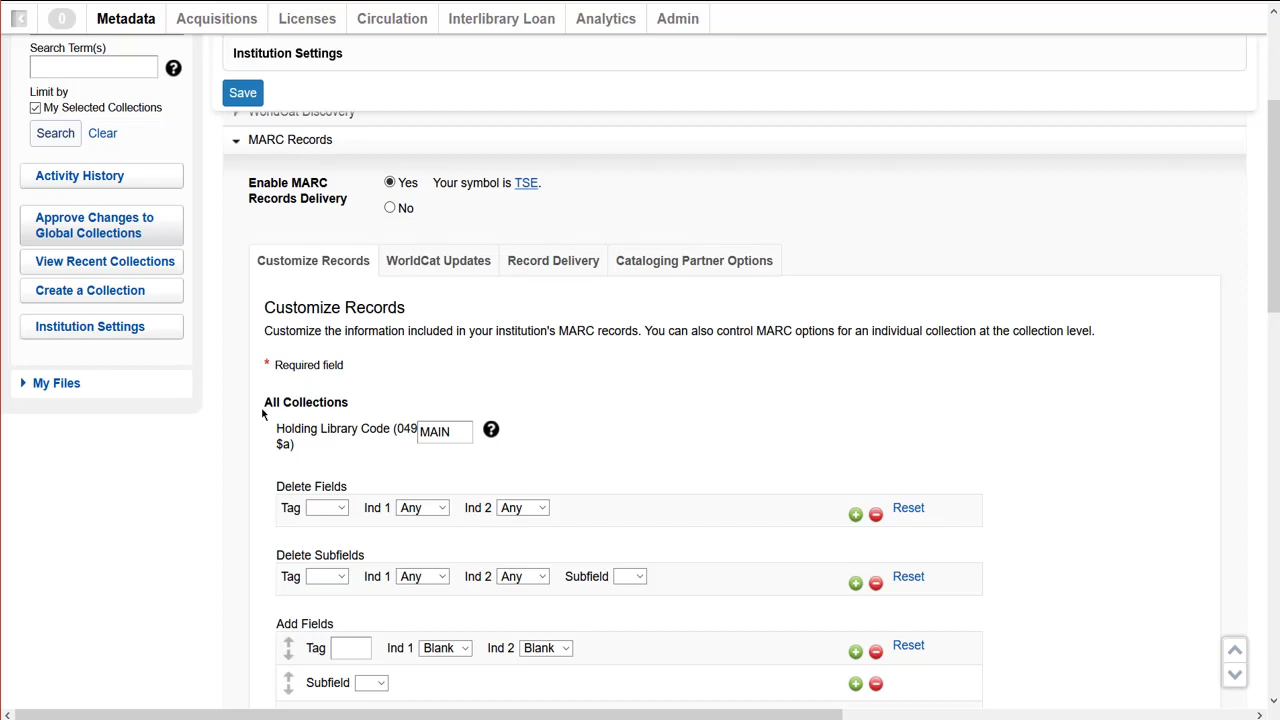 0 Metadata Acquisitions Licenses Circulation Interlibrary Loan Analytics Admin
Search Term(s)
?
Limit by
My Selected Collections
Search Clear
Activity History
Approve Changes to
Global Collections
View Recent Collections
Create a Collection
Institution Settings
My Files
Institution Settings
Save
WorldCat Discovery
MARC Records
Enable MARC
Records Delivery
Yes Your symbol is TSE.
No
Customize Records WorldCat Updates Record Delivery Cataloging Partner Options
Customize Records
Customize the information included in your institution's MARC records. You can also control MARC options for an individual collection at the collection level.
* Required field
All Collections
Holding Library Code (049
$a) MAIN ?
Delete Fields
Tag Ind 1 Any Ind 2 Any Reset
Delete Subfields
Tag Ind 1 Any Ind 2 Any Subfield Reset
Add Fields
Tag Ind 1 Blank Ind 2 Blank Reset
Subfield